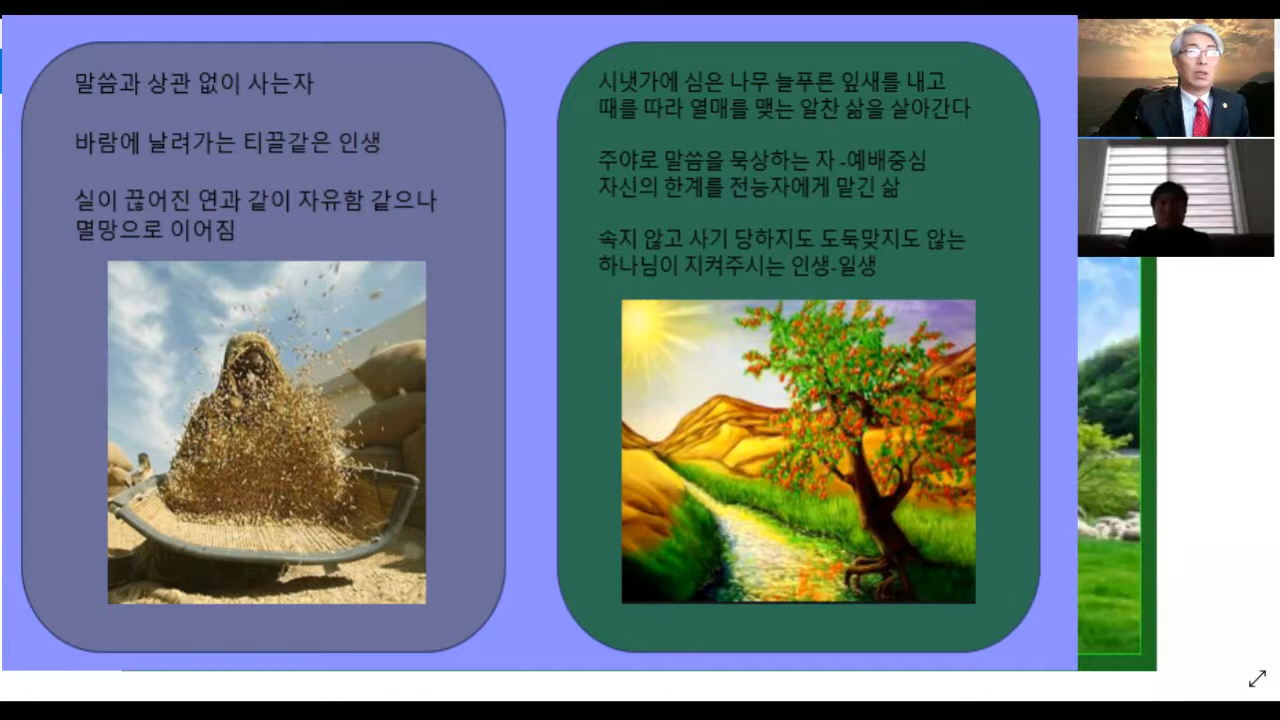 말씀과 상관 없이 사는자
바람에 날려가는 티끌같은 인생
실이 끊어진 연과 같이 자유함 같으나
멸망으로 이어짐
시냇가에 심은 나무 늘푸른 잎새를 내고
때를 따라 열매를 맺는 알찬 삶을 살아간다
주야로 말씀을 묵상하는 자 -예배중심
자신의 한계를 전능자에게 맡긴 삶
속지 않고 사기 당하지도 도둑맞지도 않는
하나님이 지켜주시는 인생-일생